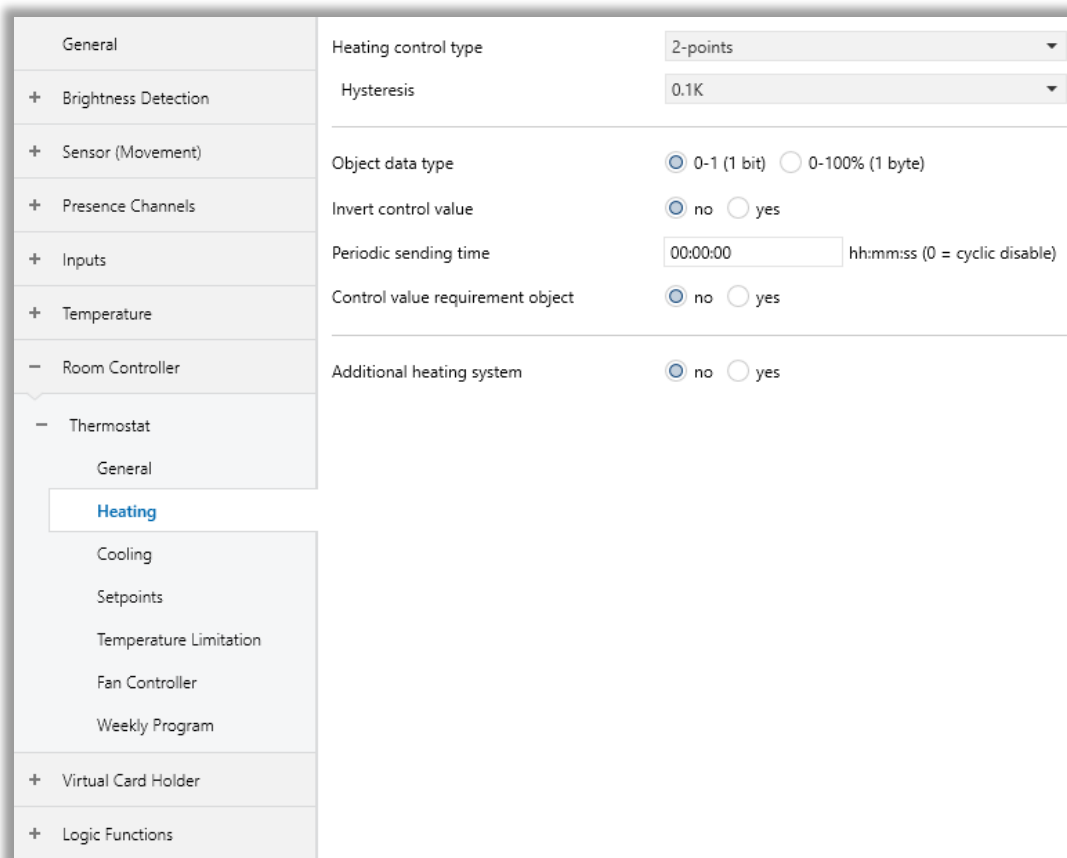 General
+ Brightness Detection
+ Sensor (Movement)
+ Presence Channels
+ Inputs
+ Temperature
− Room Controller
− Thermostat
General
Heating
Cooling
Setpoints
Temperature Limitation
Fan Controller
Weekly Program
+ Virtual Card Holder
+ Logic Functions
Heating control type 2-points
Hysteresis 0.1K
Object data type 0-1 (1 bit) 0-100% (1 byte)
Invert control value no yes
Periodic sending time 00:00:00 hh:mm:ss (0 = cyclic disable)
Control value requirement object no yes
Additional heating system no yes